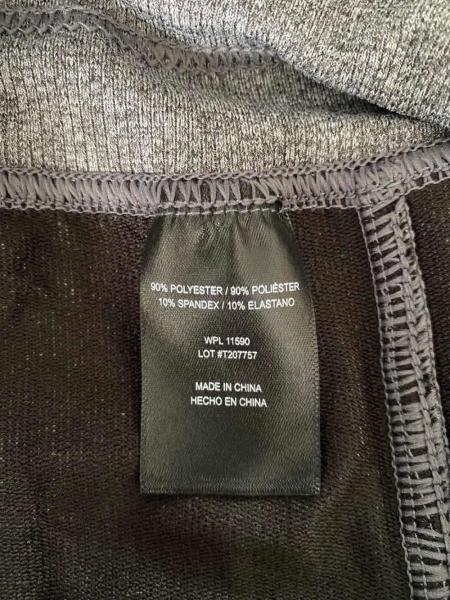 90% POLYESTER / 90% POLIÉSTER
10% SPANDEX / 10% ELASTANO
WPL 11590
LOT #T207757
MADE IN CHINA
HECHO EN CHINA